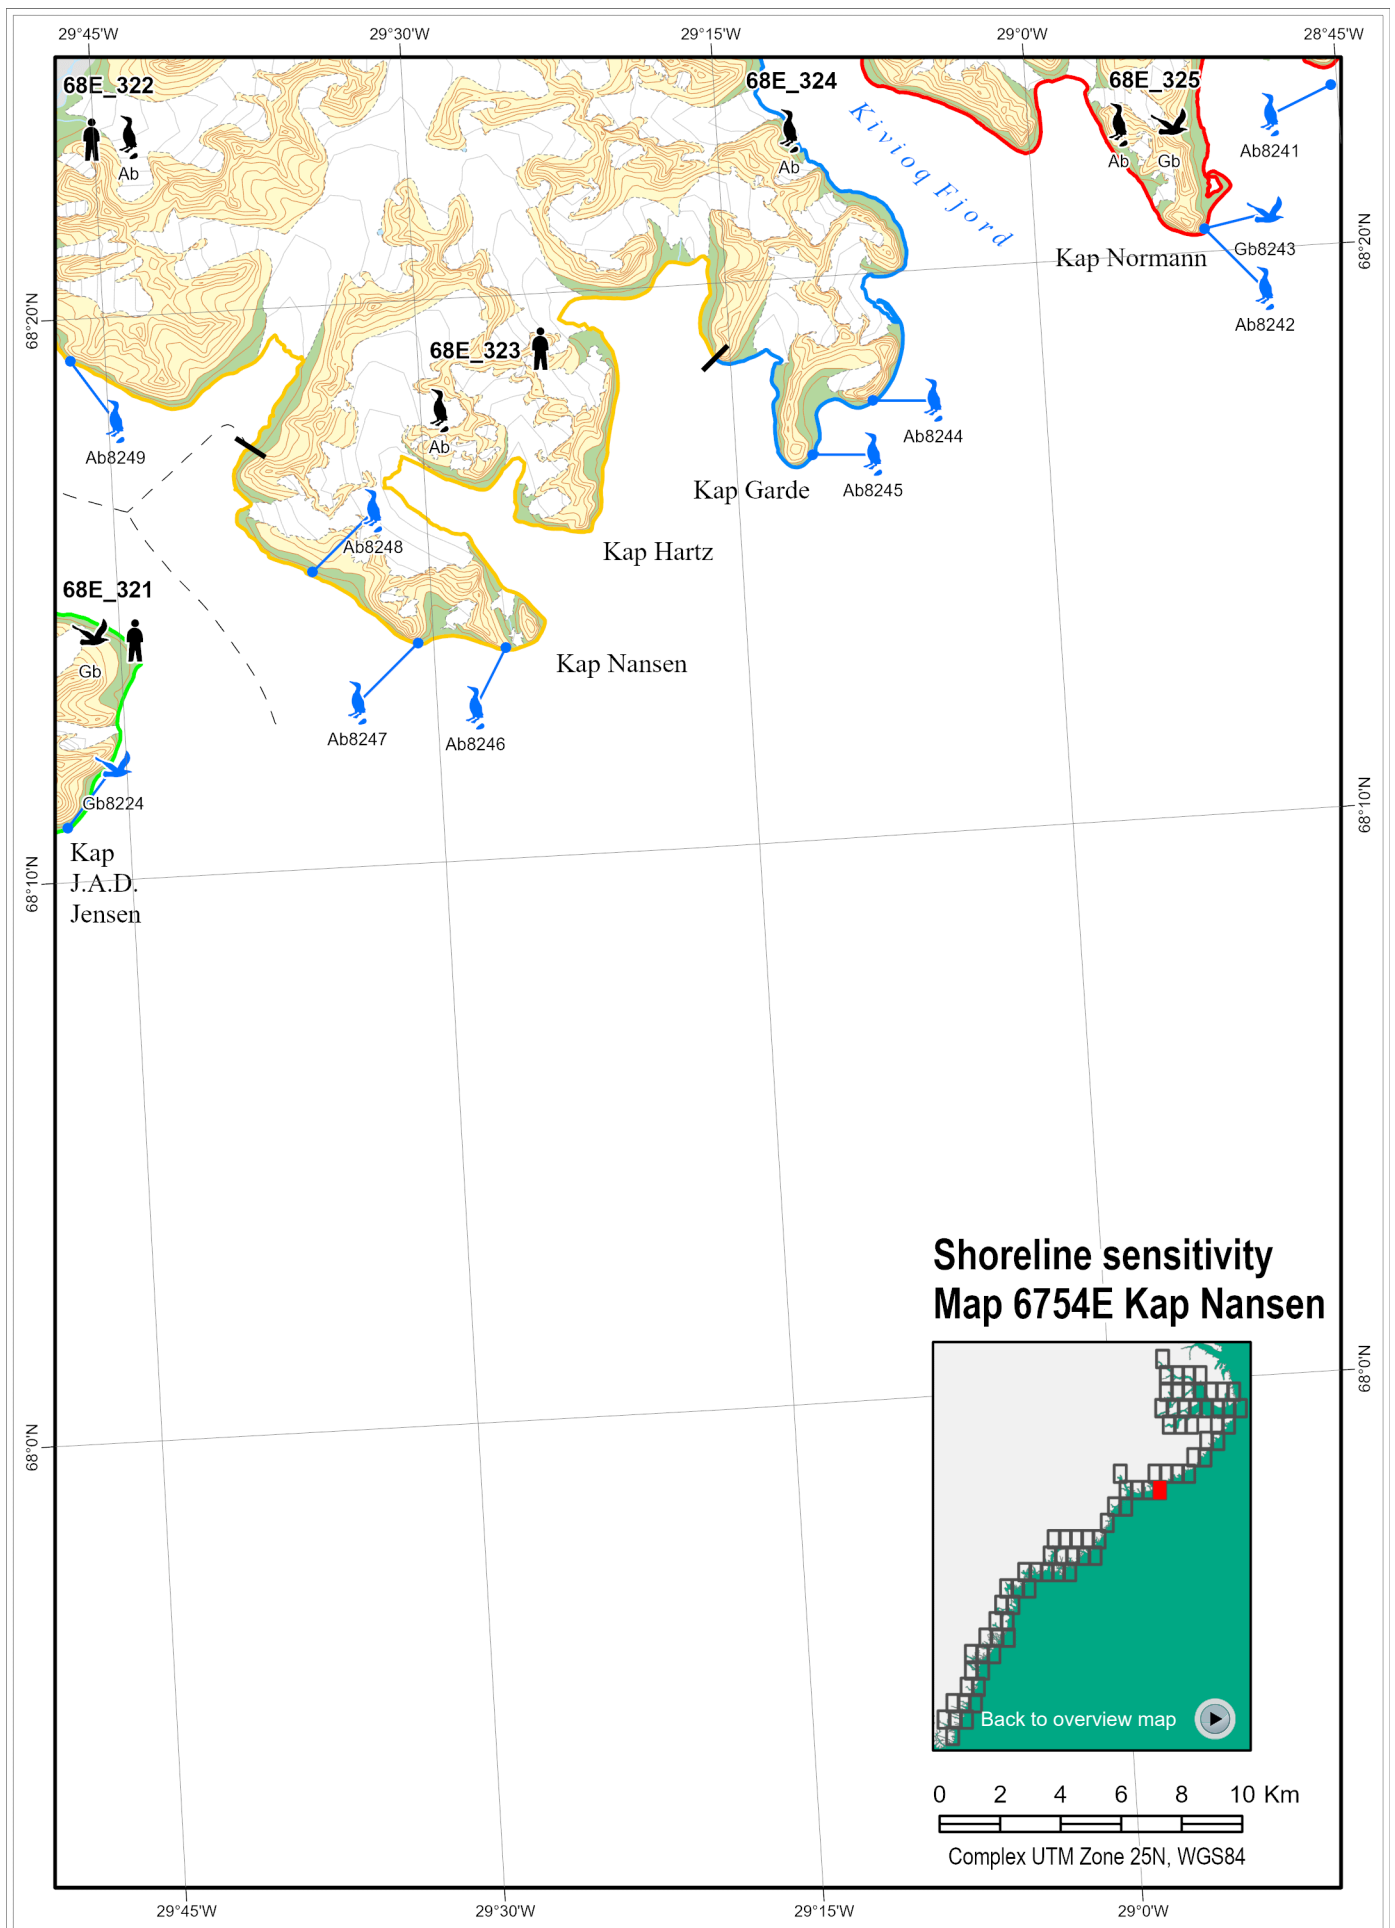 29°45'W
29°30'W
29°15'W
29°0'W
28°45'W
68E_322
Ab
68E_324
Ab
Kivioq Fjord
68E_325
Ab
Gb
Ab8241
Gb8243
Kap Normann
Ab8242
68°20'N
68°20'N
68E_323
Ab
Ab8249
Ab8244
Kap Garde
Ab8245
Ab8248
Kap Hartz
68E_321
Gb
Kap Nansen
Ab8247
Ab8246
Gb8224
Kap
J.A.D.
Jensen
68°10'N
68°10'N
Shoreline sensitivity
Map 6754E Kap Nansen
68°0'N
68°0'N
Back to overview map
0 2 4 6 8 10 Km
Complex UTM Zone 25N, WGS84
29°45'W
29°30'W
29°15'W
29°0'W